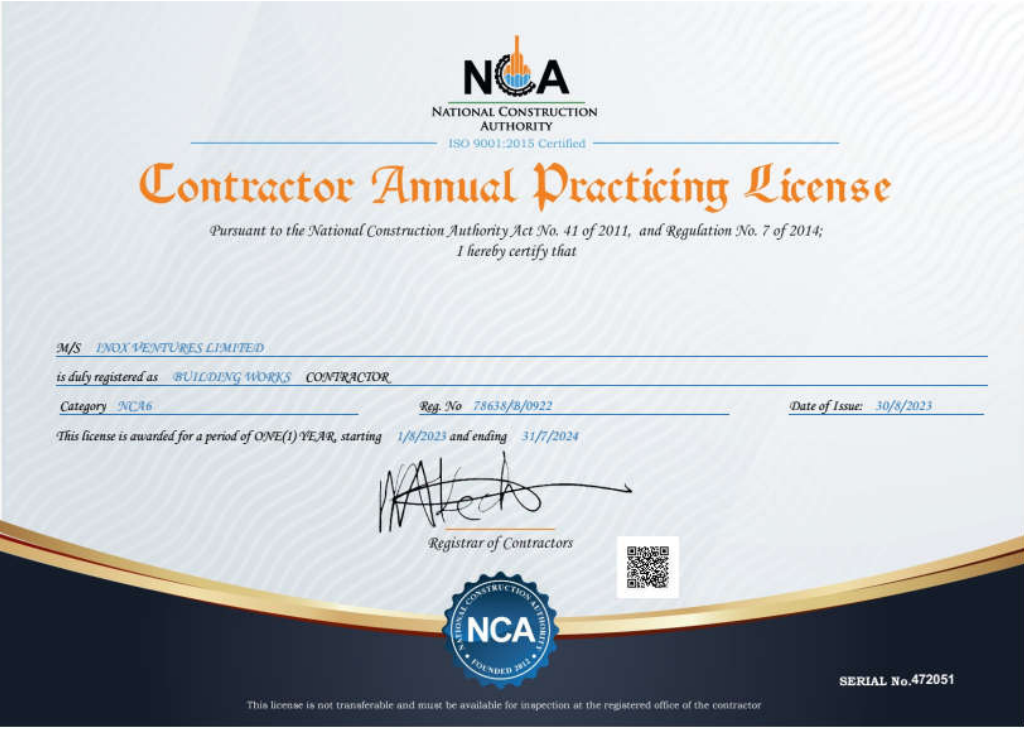 NCA
NATIONAL CONSTRUCTION
AUTHORITY
ISO 9001:2015 Certified
Contractor Annual Practicing License
Pursuant to the National Construction Authority Act No. 41 of 2011, and Regulation No. 7 of 2014;
I hereby certify that
M/S INOX VENTURES LIMITED
is duly registered as BUILDING WORKS CONTRACTOR
Category NCA6 Reg. No 78638/B/0922 Date of Issue: 30/8/2023
This license is awarded for a period of ONE(1) YEAR, starting 1/8/2023 and ending 31/7/2024
Registrar of Contractors
NATIONAL CONSTRUCTION AUTHORITY
NCA
FOUNDED 2012
SERIAL No.472051
This license is not transferable and must be available for inspection at the registered office of the contractor